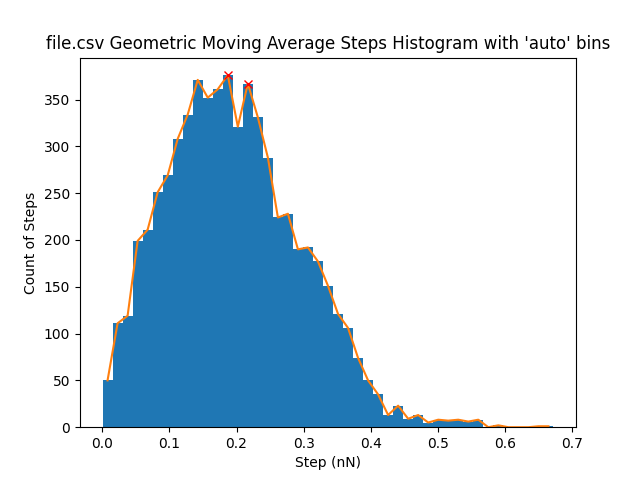 file.csv Geometric Moving Average Steps Histogram with 'auto' bins
350
300
250
200
150
100
50
0
Count of Steps
0.0 0.1 0.2 0.3 0.4 0.5 0.6 0.7
Step (nN)